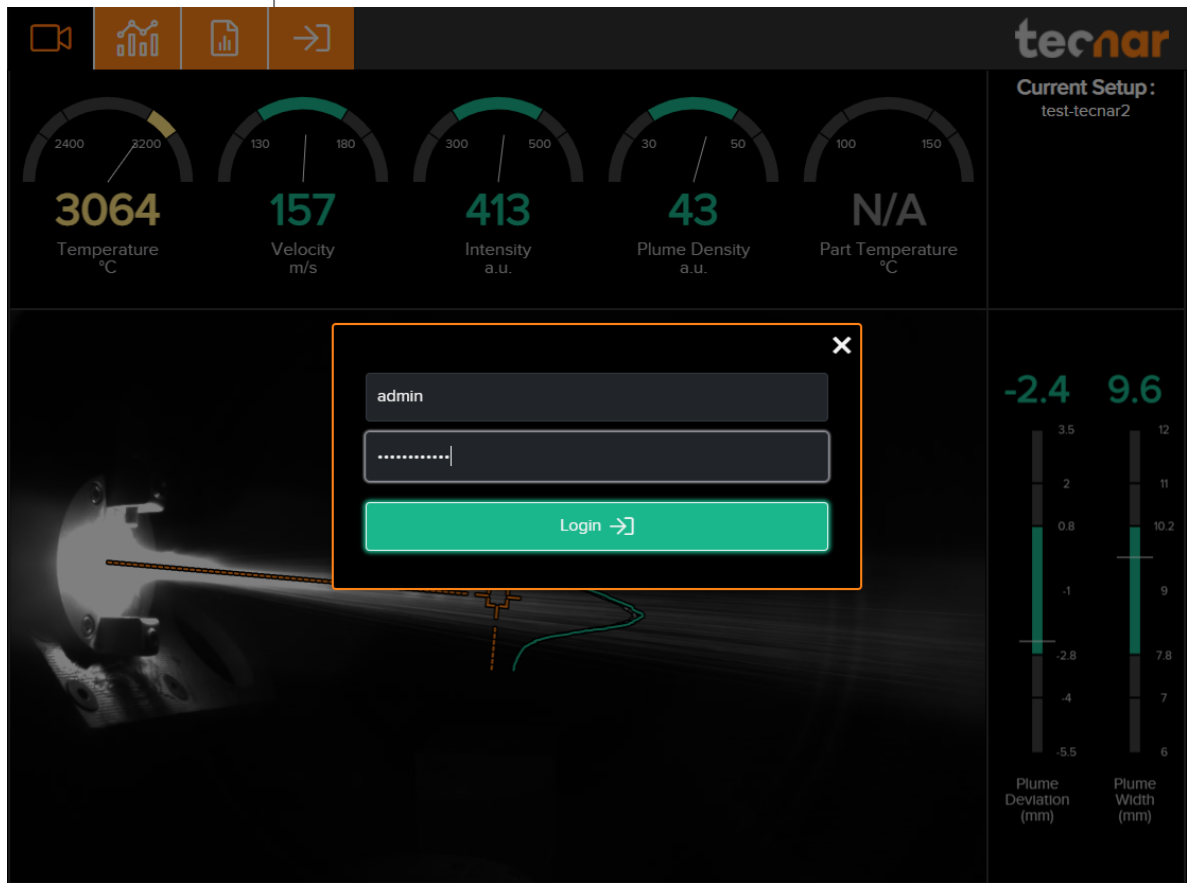 tecnar
Current Setup :
test-tecnar2
2400 3200
130 180
300 500
30 50
100 150
3064
157
413
43
N/A
Temperature
°C
Velocity
m/s
Intensity
a.u.
Plume Density
a.u.
Part Temperature
°C
admin
••••••••••••
Login
-2.4 9.6
3.5 12
2 11
0.8 10.2
-1 9
-2.8 7.8
-4 7
-5.5 6
Plume
Deviation
(mm)
Plume
Width
(mm)